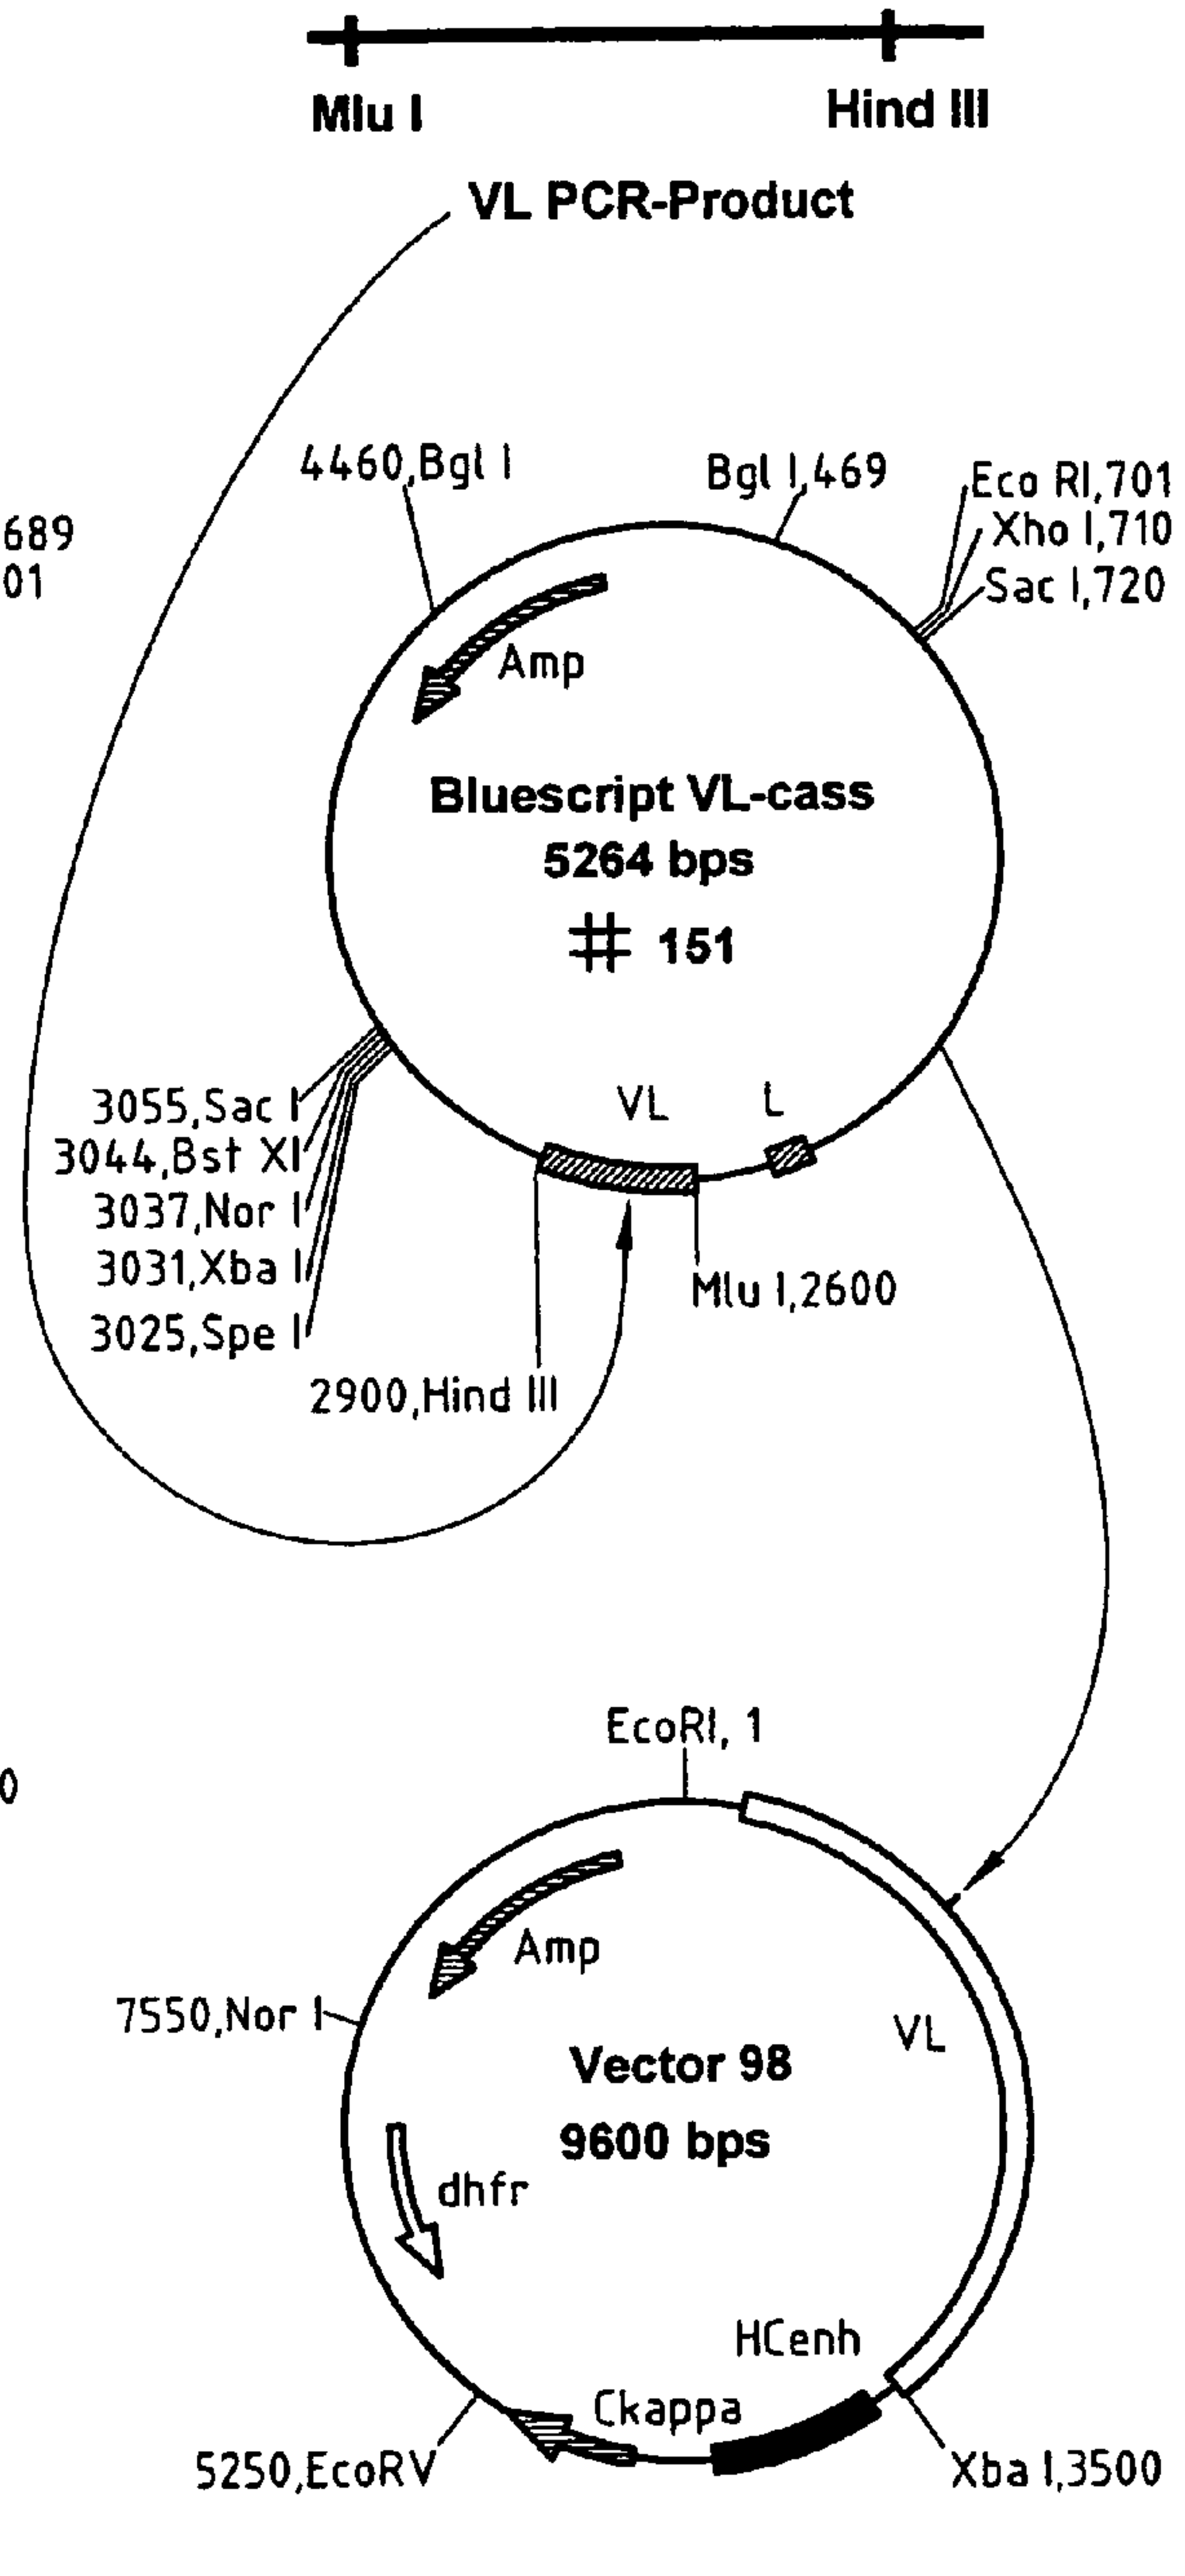 Mlu I
Hind III
VL PCR-Product
4460,Bgl I
Bgl I,469
Eco RI,701
Xho I,710
Sac I,720
689
01
Amp
Bluescript VL-cass
5264 bps
# 151
VL
L
3055,Sac I
3044,Bst XI
3037,Nor I
3031,Xba I
3025,Spe I
Mlu I,2600
2900,Hind III
EcoRI, 1
0
Amp
7550,Nor I
VL
Vector 98
9600 bps
dhfr
HCenh
Ckappa
5250,EcoRV
Xba I,3500